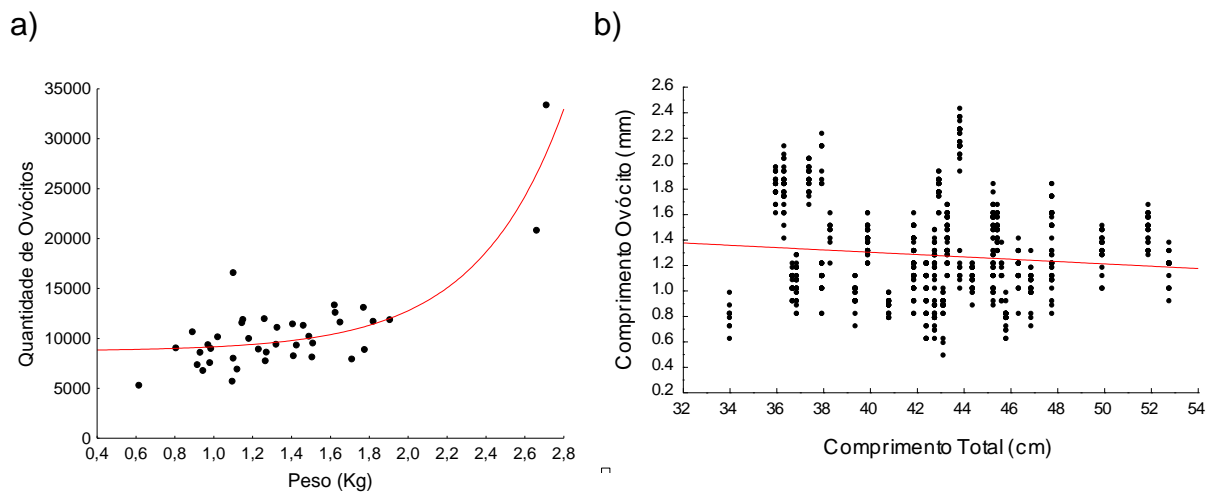 a)
b)
35000
30000
25000
20000
15000
10000
5000
0
Quantidade de Ovócitos
0,4 0,6 0,8 1,0 1,2 1,4 1,6 1,8 2,0 2,2 2,4 2,6 2,8
Peso (Kg)
2.6
2.4
2.2
2.0
1.8
1.6
1.4
1.2
1.0
0.8
0.6
0.4
0.2
Comprimento Ovócito (mm)
32 34 36 38 40 42 44 46 48 50 52 54
Comprimento Total (cm)